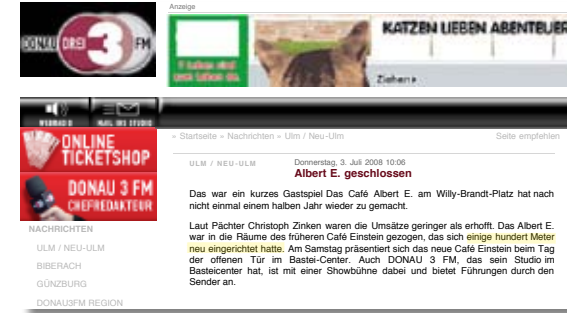 Anzeige
DONAU DREI 3 FM
7 Leben sind
zum Leben da.
KATZEN LIEBEN ABENTEUER
Ziehen
WEBRADIO MAIL INS STUDIO
ONLINE
TICKETSHOP
DONAU 3 FM
CHEFREDAKTEUR
NACHRICHTEN
ULM / NEU-ULM
BIBERACH
GÜNZBURG
DONAU3FM REGION
» Startseite » Nachrichten » Ulm / Neu-Ulm Seite empfehlen
ULM / NEU-ULM Donnerstag, 3. Juli 2008 10:06
Albert E. geschlossen
Das war ein kurzes Gastspiel Das Café Albert E. am Willy-Brandt-Platz hat nach
nicht einmal einem halben Jahr wieder zu gemacht.
Laut Pächter Christoph Zinken waren die Umsätze geringer als erhofft. Das Albert E.
war in die Räume des früheren Café Einstein gezogen, das sich einige hundert Meter
neu eingerichtet hatte. Am Samstag präsentiert sich das neue Café Einstein beim Tag
der offenen Tür im Bastei-Center. Auch DONAU 3 FM, das sein Studio im
Basteicenter hat, ist mit einer Showbühne dabei und bietet Führungen durch den
Sender an.